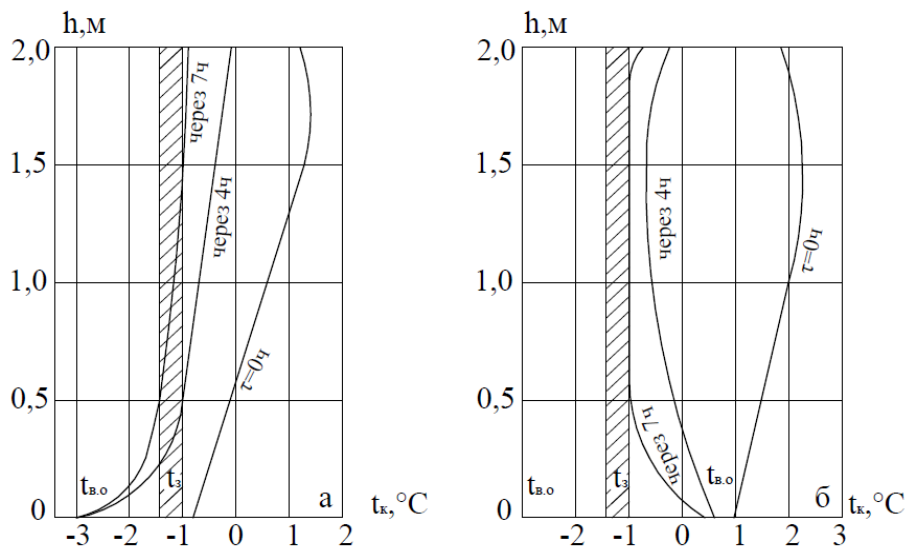 h,м
2,0
1,5
1,0
0,5
0
через 7ч
через 4ч
τ=0ч
tв.о
tз
а
-3 -2 -1 0 1 2 tк,°C
h,м
2,0
1,5
1,0
0,5
0
через 4ч
τ=0ч
через 7ч
tв.о
tз
tв.о
б
-2 -1 0 1 2 3 tк,°C